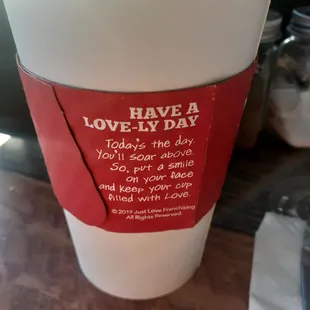 HAVE A
LOVE-LY DAY
Today's the day.
You'll soar above.
So, put a smile
on your face
and keep your cup
filled with Love.
© 2019 Just Love Franchising
All Rights Reserved.